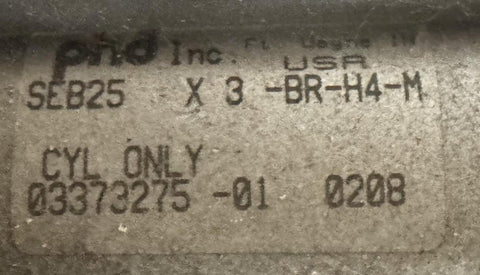 phd Inc. Ft. Wayne IN
USA
SEB25 X 3 -BR-H4-M
CYL ONLY
03373275 -01 0208